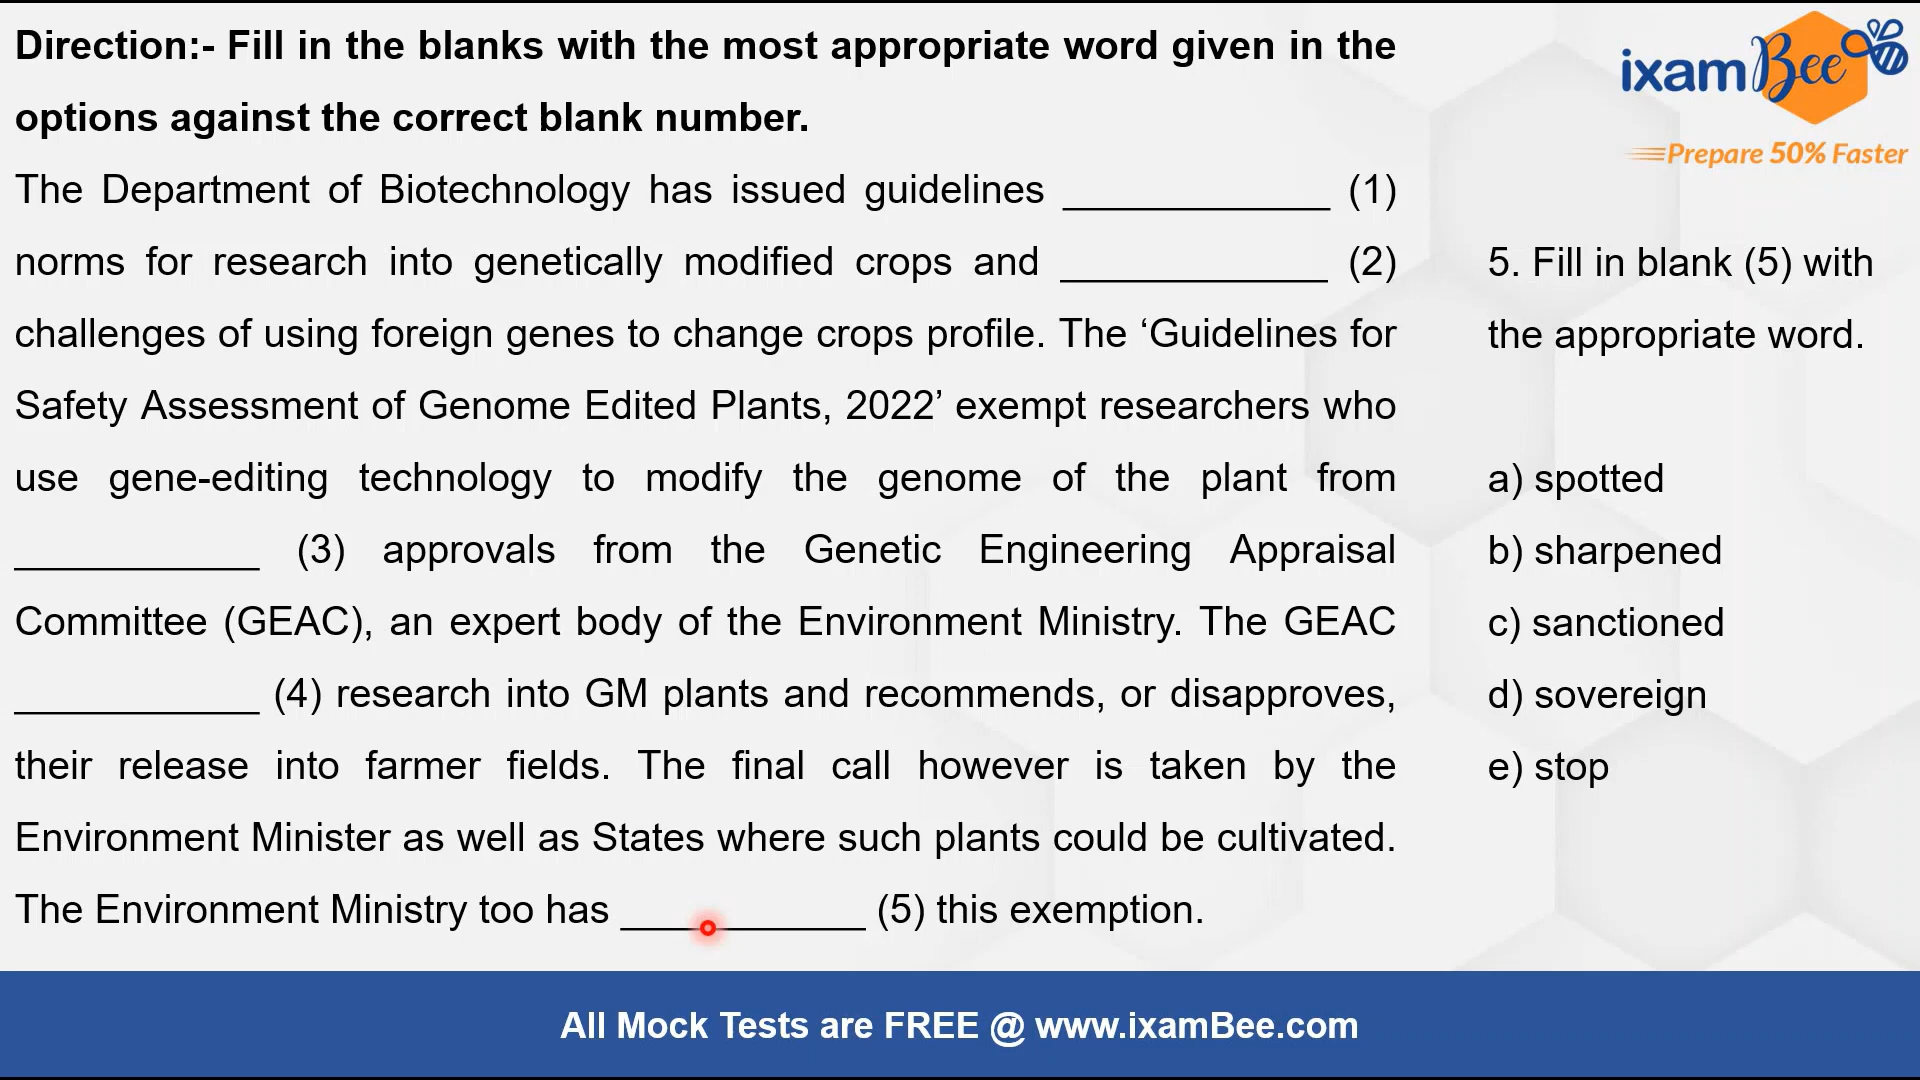 Direction:- Fill in the blanks with the most appropriate word given in the
options against the correct blank number.
The Department of Biotechnology has issued guidelines ____________ (1)
norms for research into genetically modified crops and ____________ (2)
challenges of using foreign genes to change crops profile. The ‘Guidelines for
Safety Assessment of Genome Edited Plants, 2022’ exempt researchers who
use gene-editing technology to modify the genome of the plant from
___________ (3) approvals from the Genetic Engineering Appraisal
Committee (GEAC), an expert body of the Environment Ministry. The GEAC
___________ (4) research into GM plants and recommends, or disapproves,
their release into farmer fields. The final call however is taken by the
Environment Minister as well as States where such plants could be cultivated.
The Environment Ministry too has ___________ (5) this exemption.
ixamBee
Prepare 50% Faster
5. Fill in blank (5) with
the appropriate word.
a) spotted
b) sharpened
c) sanctioned
d) sovereign
e) stop
All Mock Tests are FREE @ www.ixamBee.com